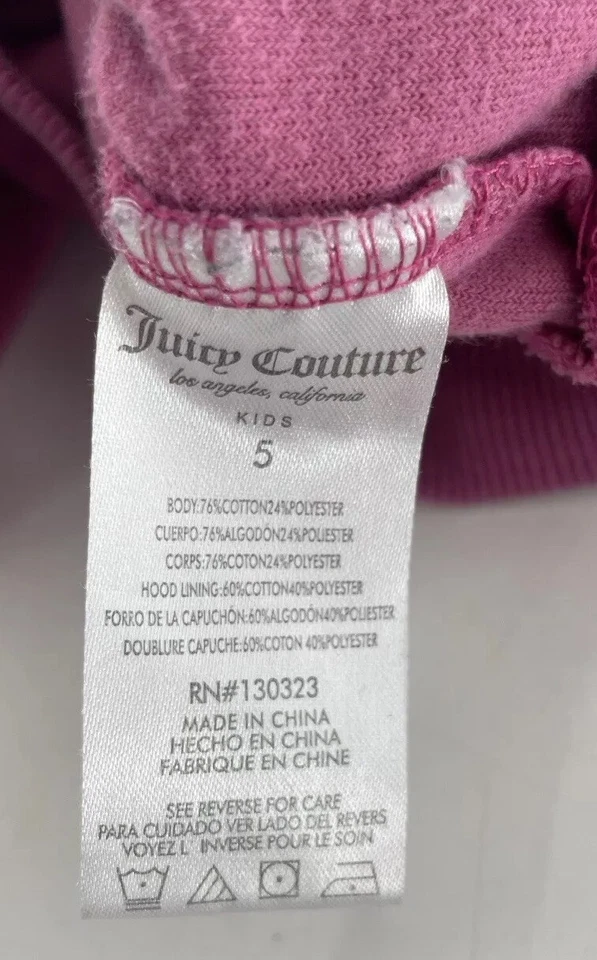 Juicy Couture
los angeles, california
KIDS
5
BODY:76%COTTON24%POLYESTER
CUERPO:76%ALGODÓN24%POLIESTER
CORPS:76%COTON24%POLYESTER
HOOD LINING:60%COTTON40%POLYESTER
FORRO DE LA CAPUCHÓN:60%ALGODÓN40%POLIESTER
DOUBLURE CAPUCHE:60%COTON 40%POLYESTER
RN#130323
MADE IN CHINA
HECHO EN CHINA
FABRIQUE EN CHINE
SEE REVERSE FOR CARE
PARA CUIDADO VER LADO DEL REVERS
VOYEZ L INVERSE POUR LE SOIN